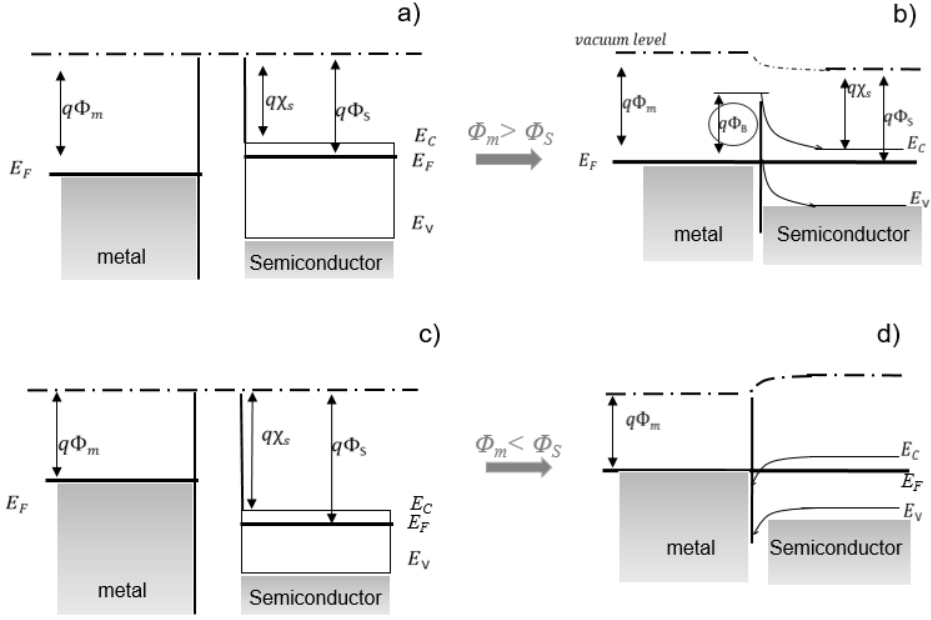 a)
qΦm
qχs
qΦS
EC
EF
EF
EV
metal
Semiconductor
Φm> ΦS
b)
vacuum level
qΦm
qΦB
qχs
qΦS
EC
EF
EV
metal
Semiconductor
c)
qΦm
qχs
qΦS
EF
EC
EF
EV
metal
Semiconductor
Φm< ΦS
d)
qΦm
EC
EF
EV
metal
Semiconductor